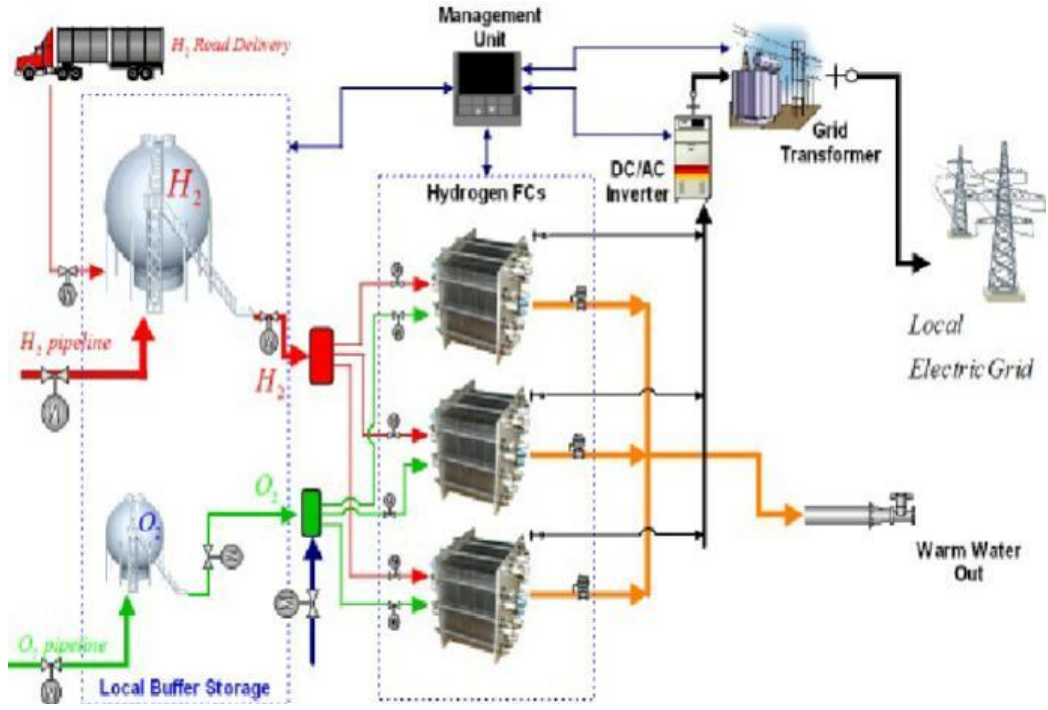 Management
Unit
H₂ Road Delivery
H₂
Grid
Transformer
DC/AC
Inverter
Hydrogen FCs
Local
Electric Grid
H₂ pipeline
H₂
O₂
O₂
Warm Water
Out
O₂ pipeline
Local Buffer Storage